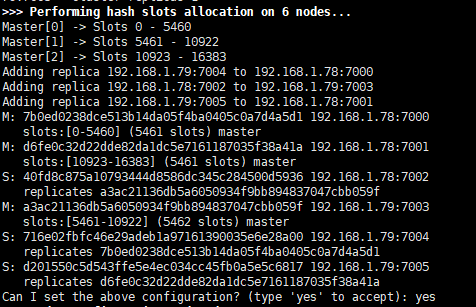 >>> Performing hash slots allocation on 6 nodes...
Master[0] -> Slots 0 - 5460
Master[1] -> Slots 5461 - 10922
Master[2] -> Slots 10923 - 16383
Adding replica 192.168.1.79:7004 to 192.168.1.78:7000
Adding replica 192.168.1.78:7002 to 192.168.1.79:7003
Adding replica 192.168.1.79:7005 to 192.168.1.78:7001
M: 7b0ed0238dce513b14da05f4ba0405c0a7d4a5d1 192.168.1.78:7000
slots:[0-5460] (5461 slots) master
M: d6fe0c32d22dde82da1dc5e7161187035f38a41a 192.168.1.78:7001
slots:[10923-16383] (5461 slots) master
S: 40fd8c875a10793444d8586dc345c284500d5936 192.168.1.78:7002
replicates a3ac21136db5a6050934f9bb894837047cbb059f
M: a3ac21136db5a6050934f9bb894837047cbb059f 192.168.1.79:7003
slots:[5461-10922] (5462 slots) master
S: 716e02fbfc46e29adeb1a97161390035e6e28a00 192.168.1.79:7004
replicates 7b0ed0238dce513b14da05f4ba0405c0a7d4a5d1
S: d201550c5d543ffe5e4ec034cc45fb0a5e5c6817 192.168.1.79:7005
replicates d6fe0c32d22dde82da1dc5e7161187035f38a41a
Can I set the above configuration? (type 'yes' to accept): yes